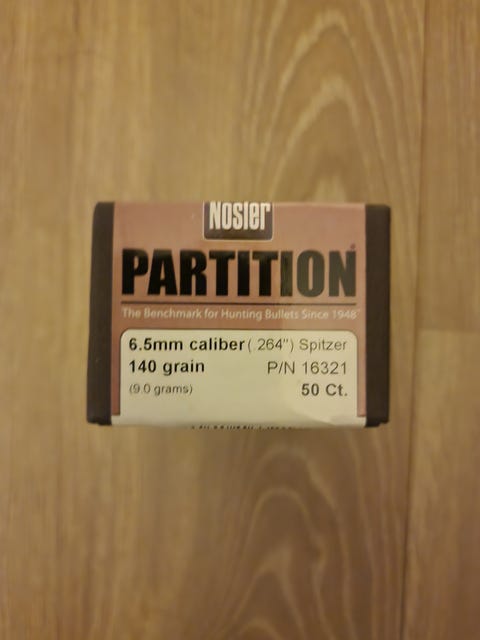 Nosler
PARTITION®
The Benchmark for Hunting Bullets Since 1948™
6.5mm caliber (.264") Spitzer
140 grain P/N 16321
(9.0 grams) 50 Ct.